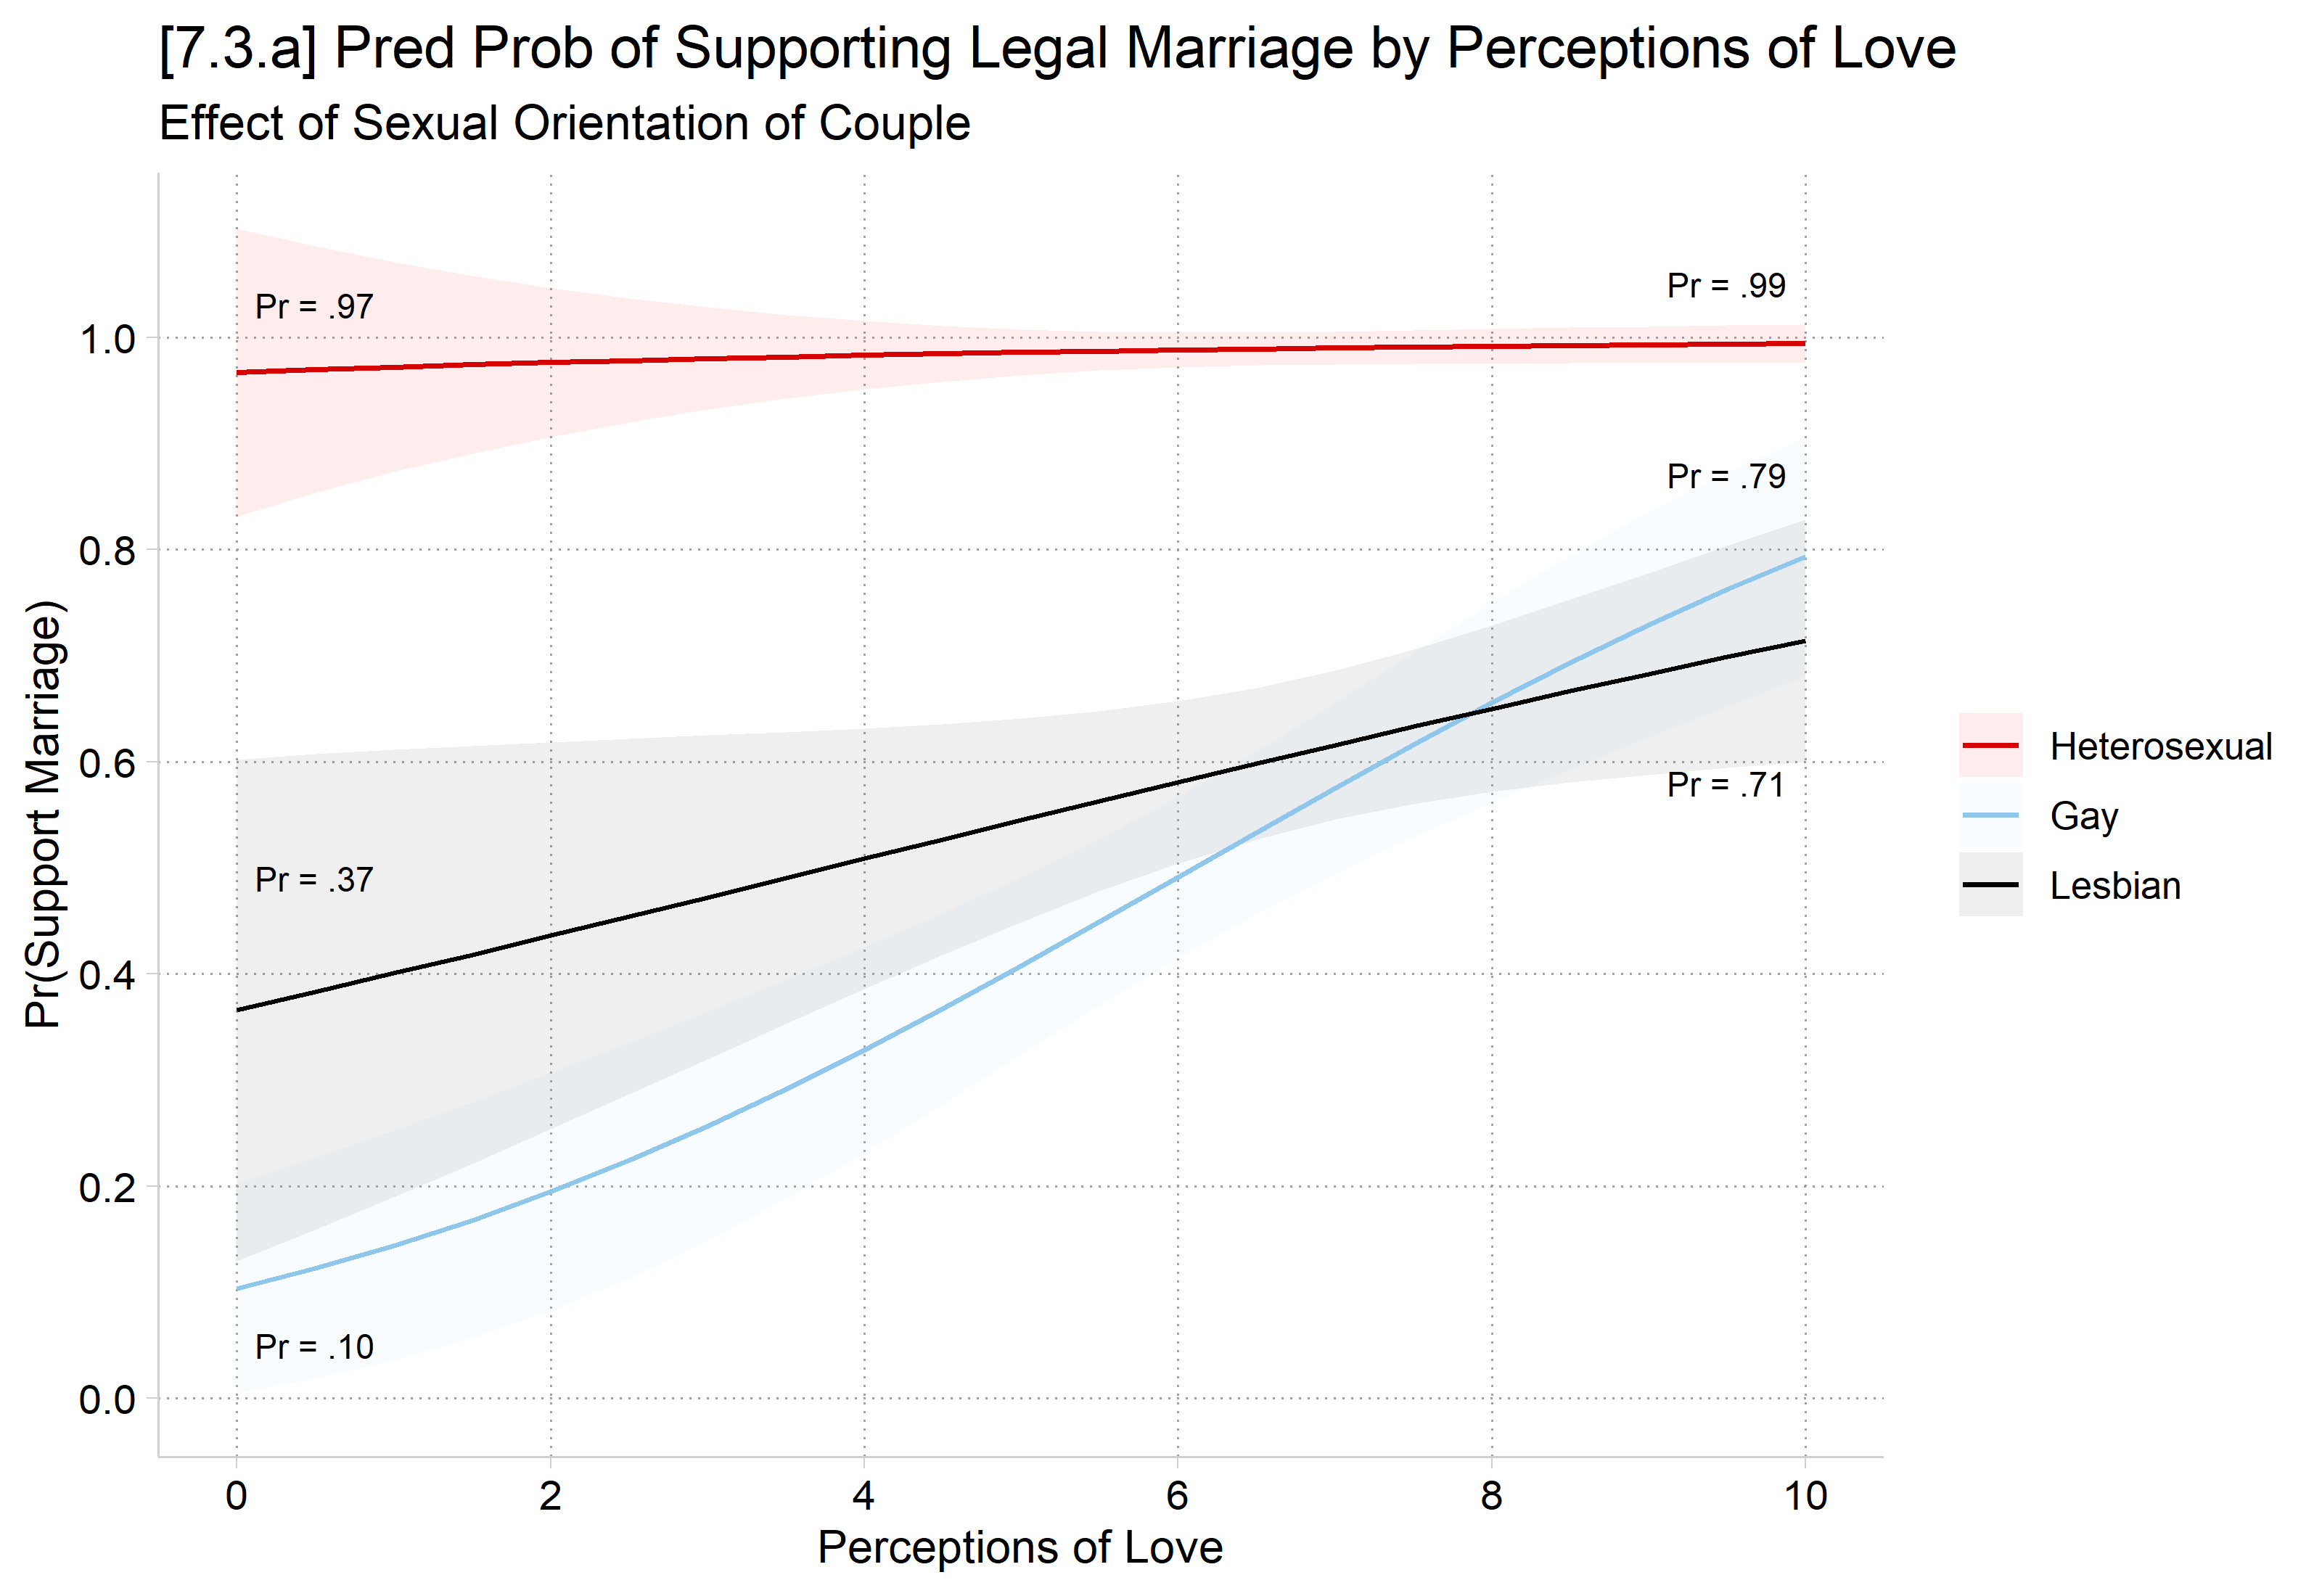 [7.3.a] Pred Prob of Supporting Legal Marriage by Perceptions of Love
Effect of Sexual Orientation of Couple
Pr(Support Marriage)
1.0
0.8
0.6
0.4
0.2
0.0
Pr = .97
Pr = .99
Pr = .79
Pr = .71
Pr = .37
Pr = .10
0 2 4 6 8 10
Perceptions of Love
Heterosexual
Gay
Lesbian